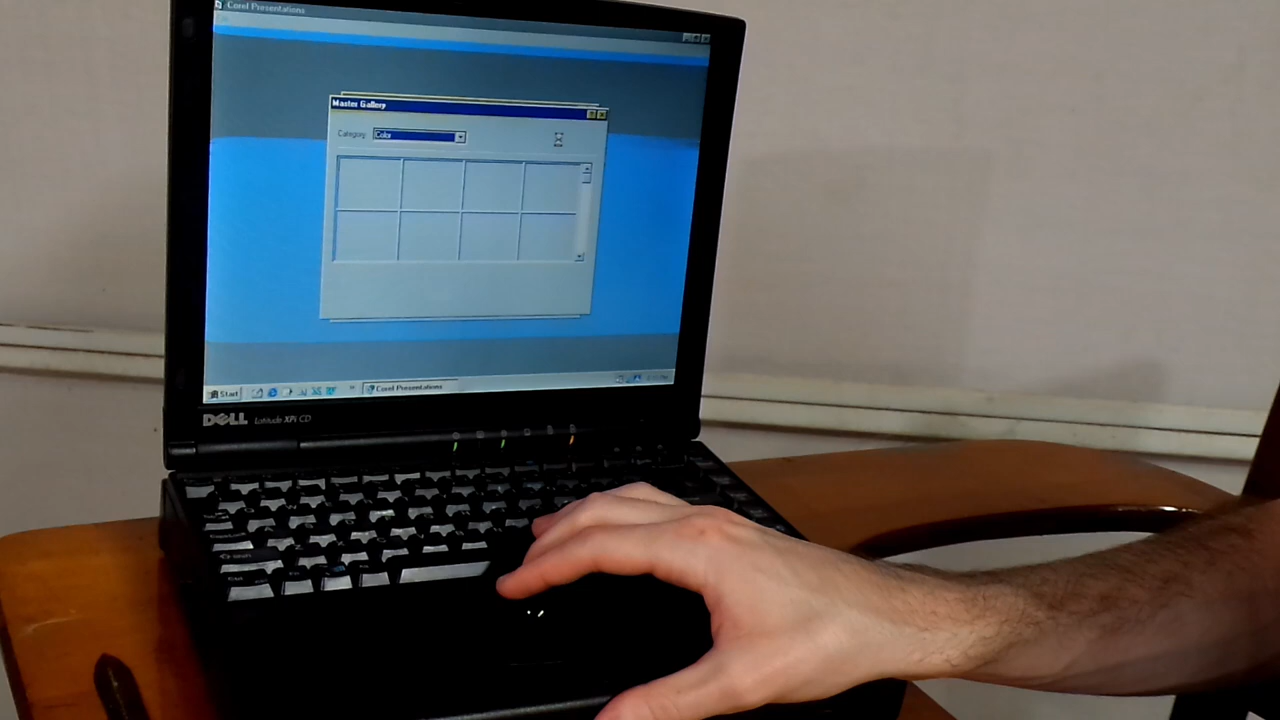 Corel Presentations
Master Gallery
Category: Color
Start
Corel Presentations
DELL Latitude XPi CD